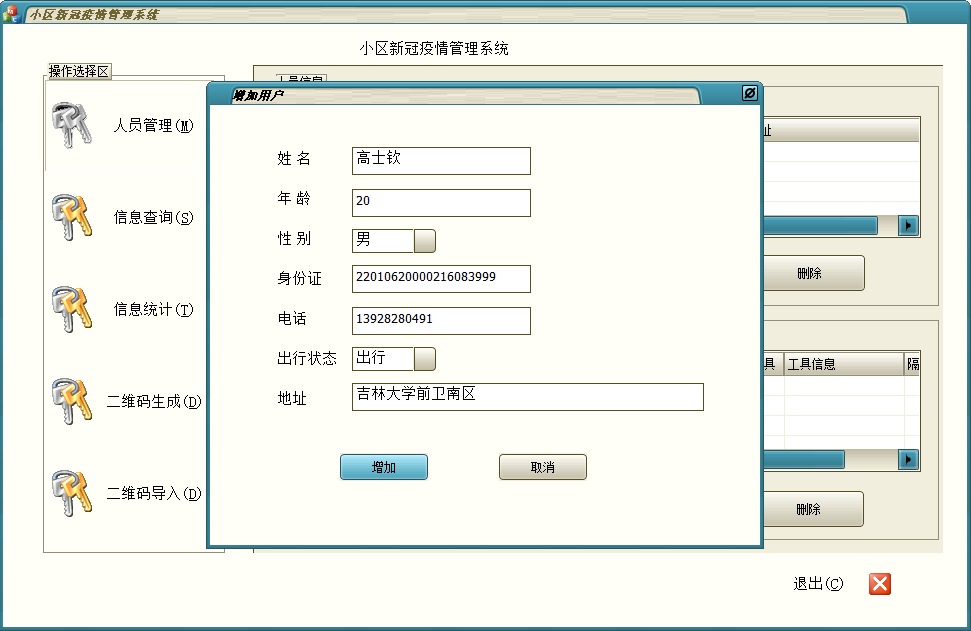 小区新冠疫情管理系统
小区新冠疫情管理系统
操作选择区
人员信息
人员管理(M)
信息查询(S)
信息统计(T)
二维码生成(D)
二维码导入(D)
增加用户
姓 名 高士钦
年 龄 20
性 别 男
身份证 22010620000216083999
电话 13928280491
出行状态 出行
地址 吉林大学前卫南区
增加 取消
址
删除
具 工具信息 隔
删除
退出(C)